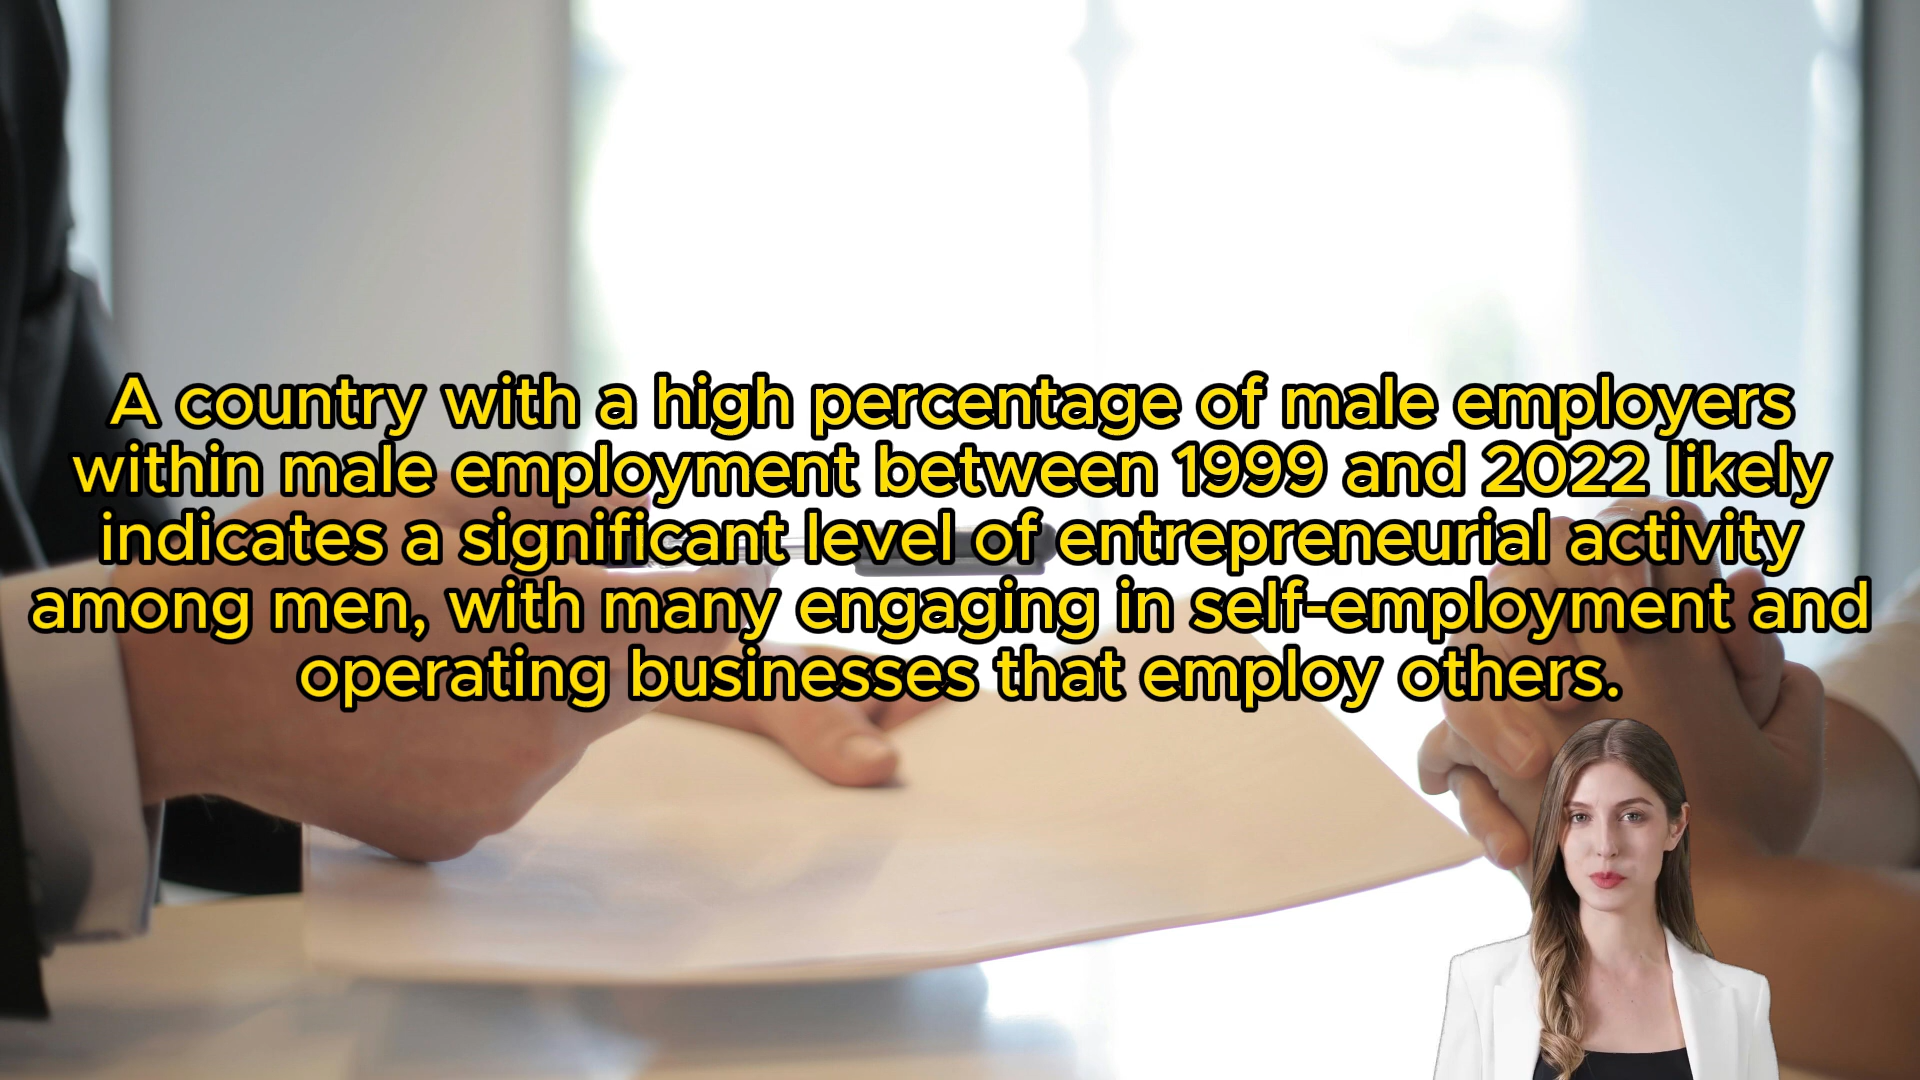 A country with a high percentage of male employers
within male employment between 1999 and 2022 likely
indicates a significant level of entrepreneurial activity
among men, with many engaging in self-employment and
operating businesses that employ others.